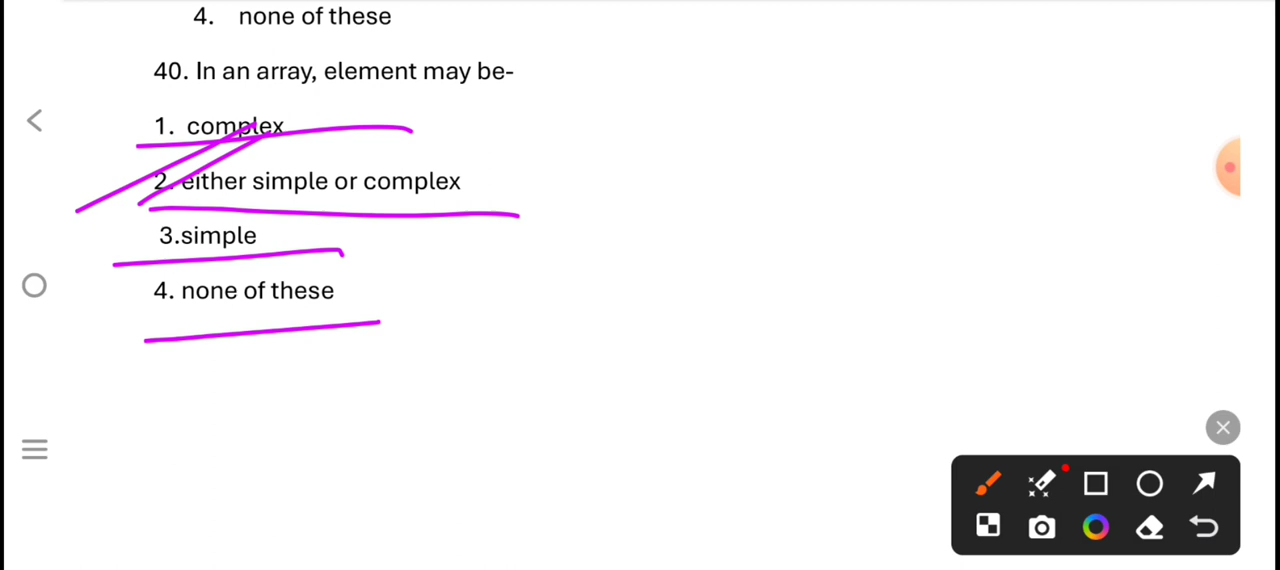 4. none of these
40. In an array, element may be-
1. complex
2. either simple or complex
3.simple
4. none of these